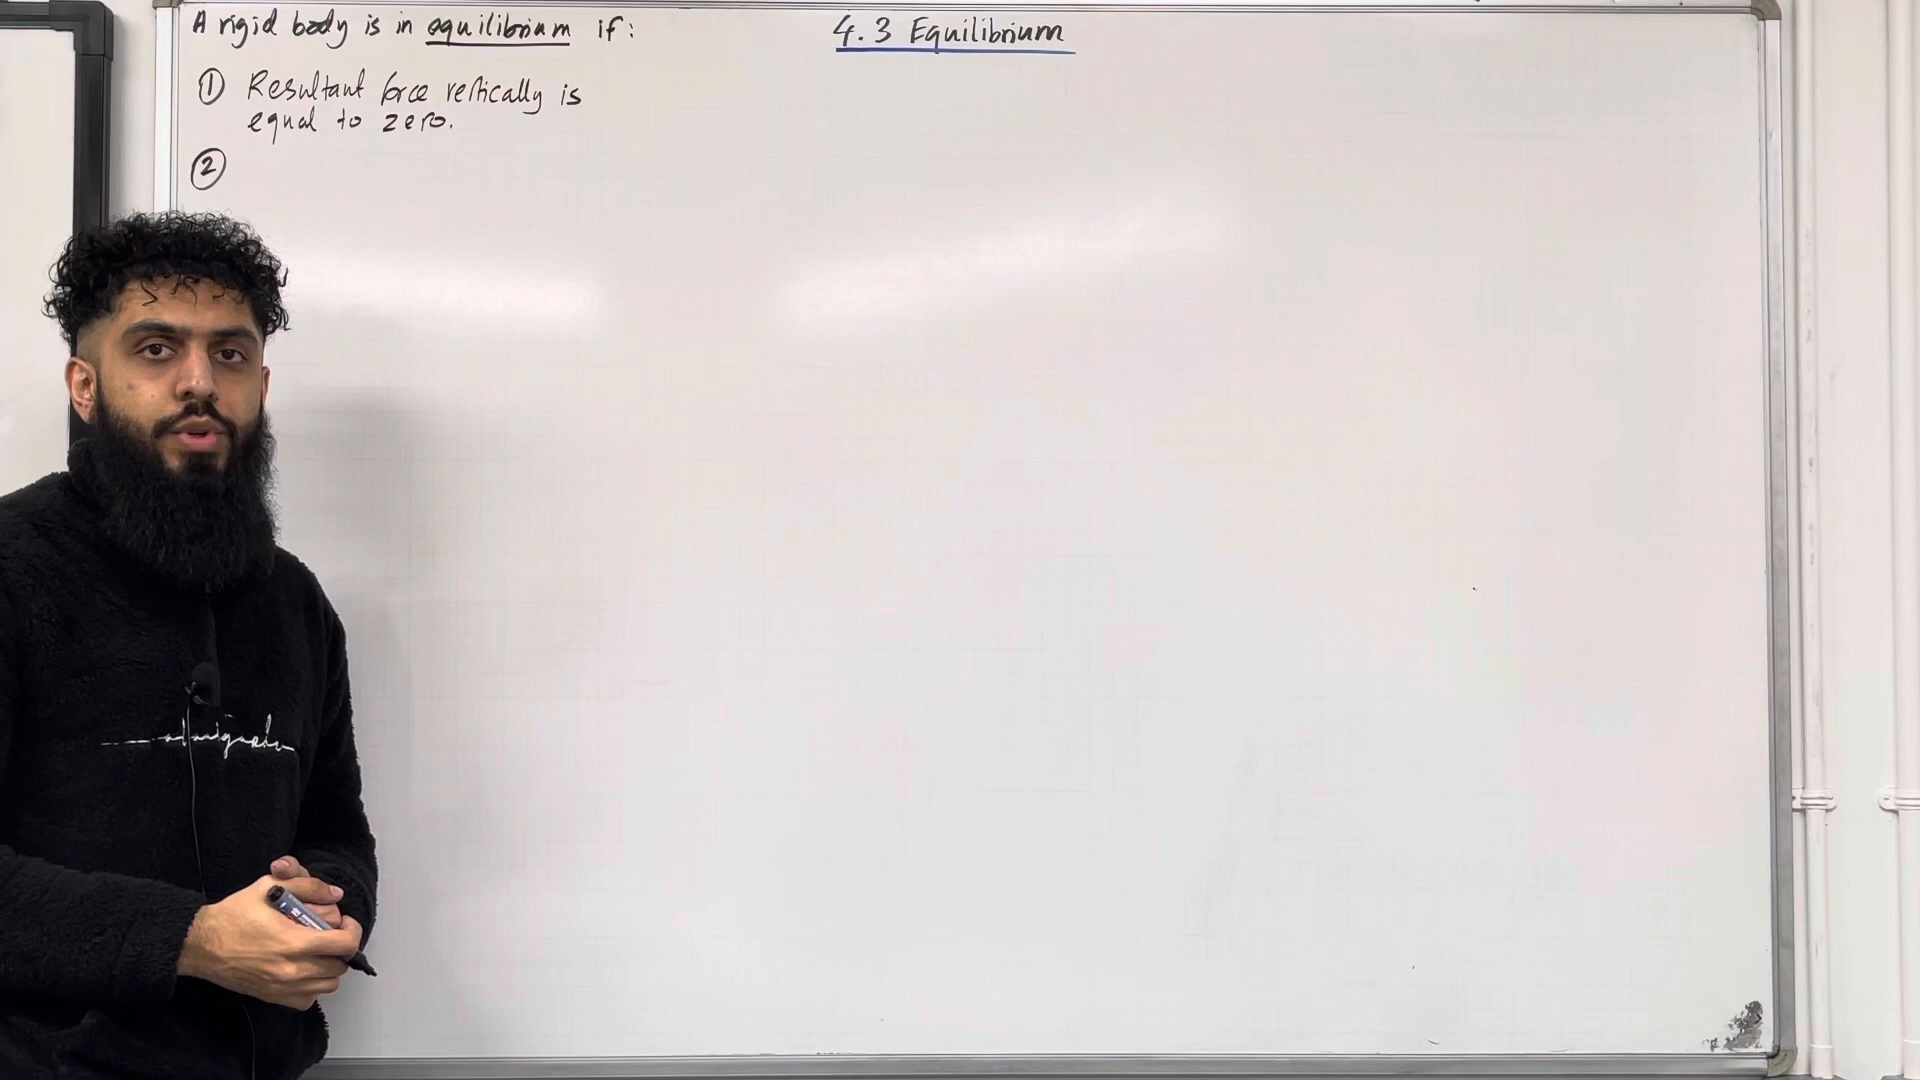 A rigid body is in equilibrium if:
4.3 Equilibrium
① Resultant force vertically is
equal to zero.
②